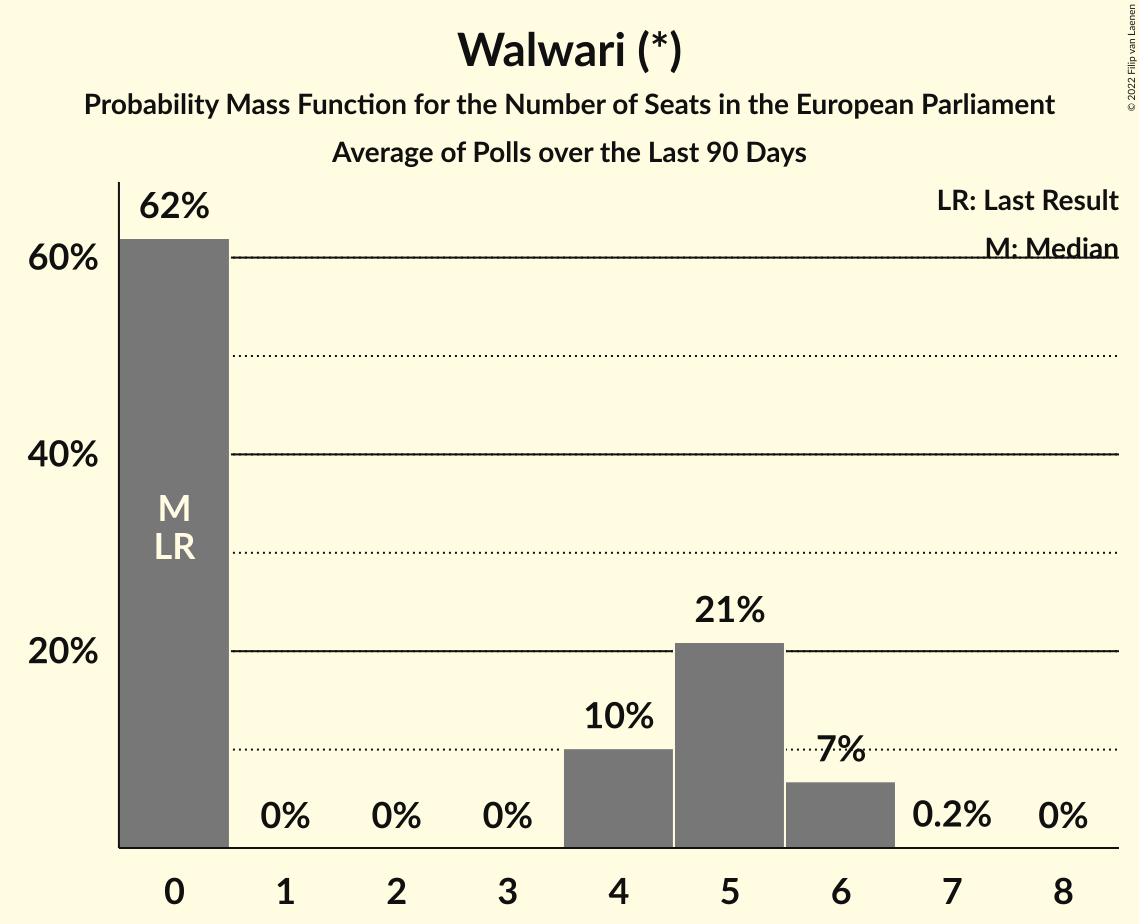 Walwari (*)
Probability Mass Function for the Number of Seats in the European Parliament
Average of Polls over the Last 90 Days
© 2022 Filip van Laenen
LR: Last Result
M: Median
62%
60%
40%
20%
M
LR
0%
0%
0%
10%
21%
7%
0.2%
0%
0 1 2 3 4 5 6 7 8